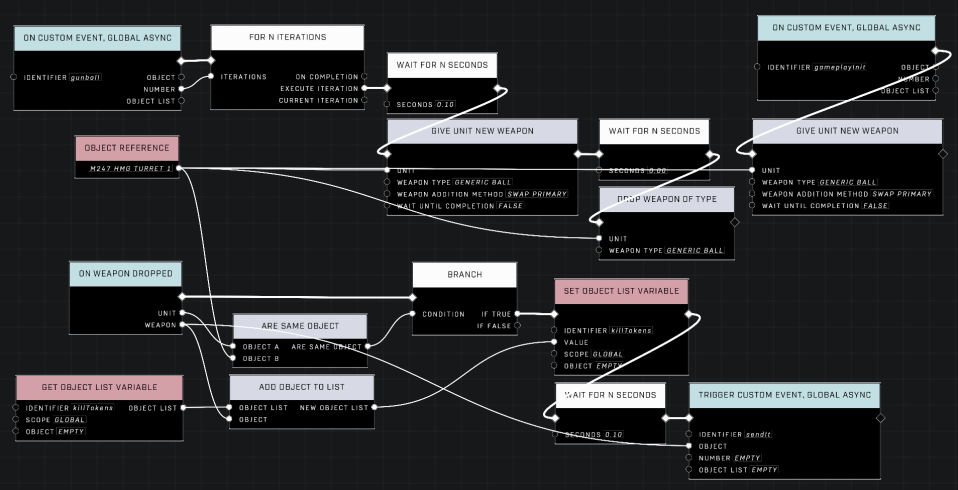 ON CUSTOM EVENT, GLOBAL ASYNC
IDENTIFIER gunball OBJECT
NUMBER
OBJECT LIST
FOR N ITERATIONS
ITERATIONS ON COMPLETION
EXECUTE ITERATION
CURRENT ITERATION
WAIT FOR N SECONDS
SECONDS 0.10
ON CUSTOM EVENT, GLOBAL ASYNC
IDENTIFIER gameplayInit OBJECT
NUMBER
OBJECT LIST
OBJECT REFERENCE
M247 HMG TURRET 1
GIVE UNIT NEW WEAPON
UNIT
WEAPON TYPE GENERIC BALL
WEAPON ADDITION METHOD SWAP PRIMARY
WAIT UNTIL COMPLETION FALSE
WAIT FOR N SECONDS
SECONDS 0.00
GIVE UNIT NEW WEAPON
UNIT
WEAPON TYPE GENERIC BALL
WEAPON ADDITION METHOD SWAP PRIMARY
WAIT UNTIL COMPLETION FALSE
DROP WEAPON OF TYPE
UNIT
WEAPON TYPE GENERIC BALL
ON WEAPON DROPPED
UNIT
WEAPON
BRANCH
CONDITION IF TRUE
IF FALSE
SET OBJECT LIST VARIABLE
IDENTIFIER killTokens
VALUE
SCOPE GLOBAL
OBJECT EMPTY
ARE SAME OBJECT
OBJECT A ARE SAME OBJECT
OBJECT B
GET OBJECT LIST VARIABLE
IDENTIFIER killTokens OBJECT LIST
SCOPE GLOBAL
OBJECT EMPTY
ADD OBJECT TO LIST
OBJECT LIST NEW OBJECT LIST
OBJECT
WAIT FOR N SECONDS
SECONDS 0.10
TRIGGER CUSTOM EVENT, GLOBAL ASYNC
IDENTIFIER sendIt
OBJECT
NUMBER EMPTY
OBJECT LIST EMPTY